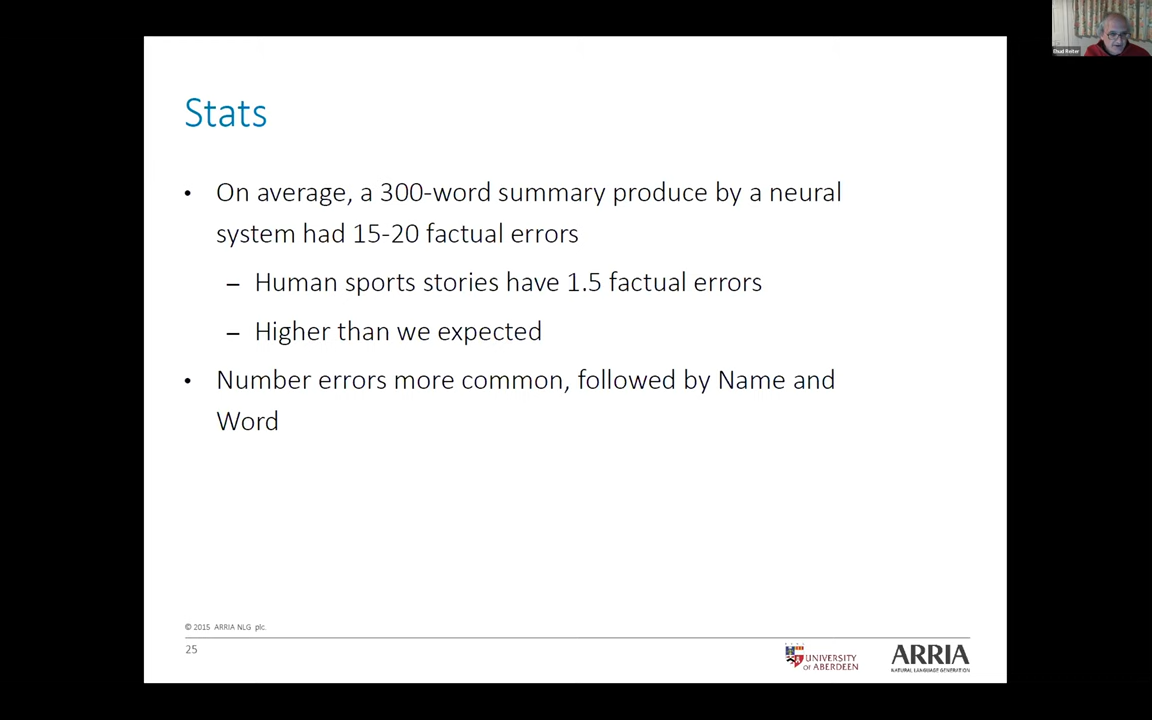 Ehud Reiter
Stats
• On average, a 300-word summary produce by a neural
system had 15-20 factual errors
– Human sports stories have 1.5 factual errors
– Higher than we expected
• Number errors more common, followed by Name and
Word
© 2015 ARRIA NLG plc.
25
UNIVERSITY
OF ABERDEEN
ARRIA
NATURAL LANGUAGE GENERATION